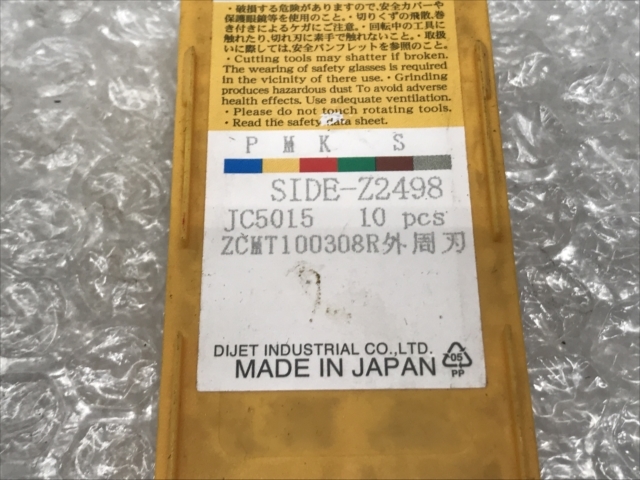 ・破損する危険がありますので、安全カバーや
保護眼鏡等を使用のこと。・切りくずの飛散、巻
き付きによるケガにご注意。・回転中の工具に
触れたり、切れ刃に素手で触れないこと。・取扱
いに際しては、安全パンフレットを参照のこと。
・Cutting tools may shatter if broken.
The wearing of safety glasses is required
in the vicinity of there use. ・Grinding
produces hazardous dust To avoid adverse
health effects. Use adequate ventilation.
・Please do not touch rotating tools.
・Read the safety data sheet.
P M K S
SIDE-Z2498
JC5015 10 pcs
ZCMT100308R外周刃
DIJET INDUSTRIAL CO.,LTD.
MADE IN JAPAN
05
PP